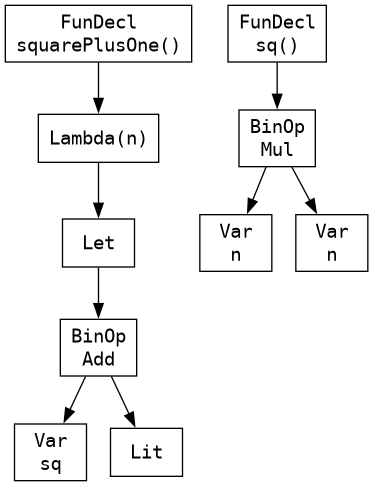 FunDecl
squarePlusOne()
Lambda(n)
Let
BinOp
Add
Var
sq
Lit
FunDecl
sq()
BinOp
Mul
Var
n
Var
n